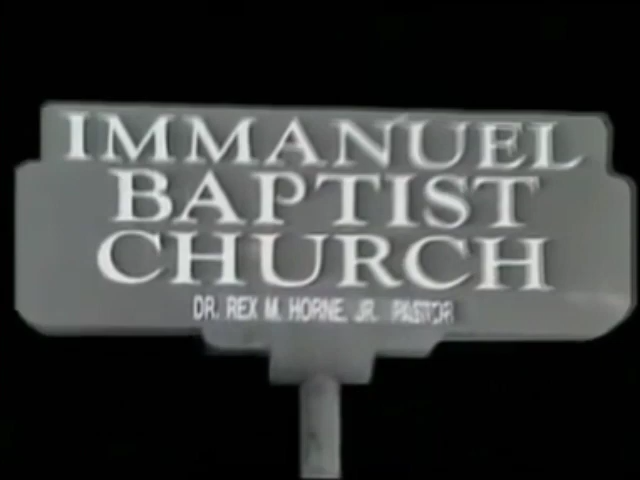 IMMANUEL
BAPTIST
CHURCH
DR. REX M. HORNE, JR. PASTOR